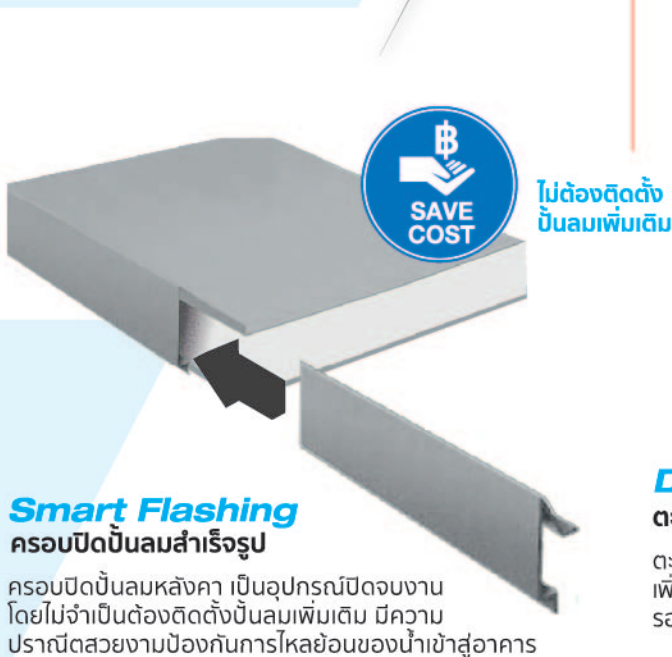 ฿
SAVE
COST
ไม่ต้องติดตั้ง
ปั้นลมเพิ่มเติม
Smart Flashing
ครอบปิดปั้นลมสำเร็จรูป
ครอบปิดปั้นลมหลังคา เป็นอุปกรณ์ปิดจบงาน
โดยไม่จำเป็นต้องติดตั้งปั้นลมเพิ่มเติม มีความ
ปราณีตสวยงามป้องกันการไหลย้อนของน้ำเข้าสู่อาคาร